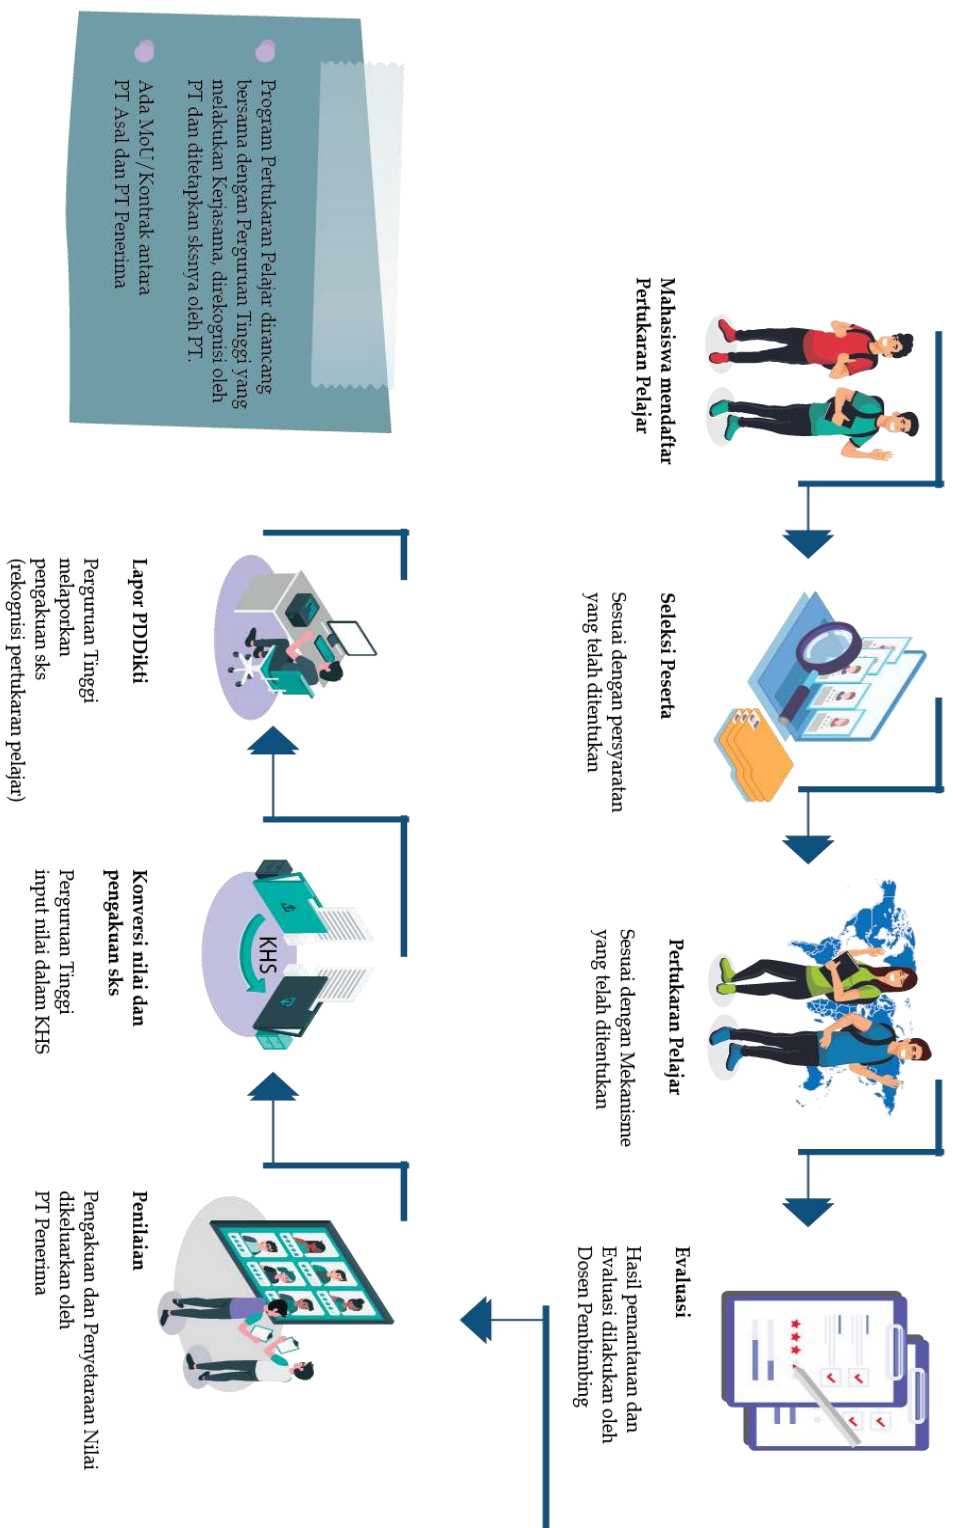 Mahasiswa mendaftar
Pertukaran Pelajar
Seleksi Peserta
Sesuai dengan persyaratan
yang telah ditentukan
Pertukaran Pelajar
Sesuai dengan Mekanisme
yang telah ditentukan
Evaluasi
Hasil pemantauan dan
Evaluasi dilakukan oleh
Dosen Pembimbing
Penilaian
Pengakuan dan Penyetaraan Nilai
dikeluarkan oleh
PT Penerima
KHS
Konversi nilai dan
pengakuan sks
Perguruan Tinggi
input nilai dalam KHS
Lapor PDDikti
Perguruan Tinggi
melaporkan
pengakuan sks
(rekognisi pertukaran pelajar)
Program Pertukaran Pelajar dirancang
bersama dengan Perguruan Tinggi yang
melakukan Kerjasama, direkognisi oleh
PT dan ditetapkan sksnya oleh PT.
Ada MoU/Kontrak antara
PT Asal dan PT Penerima